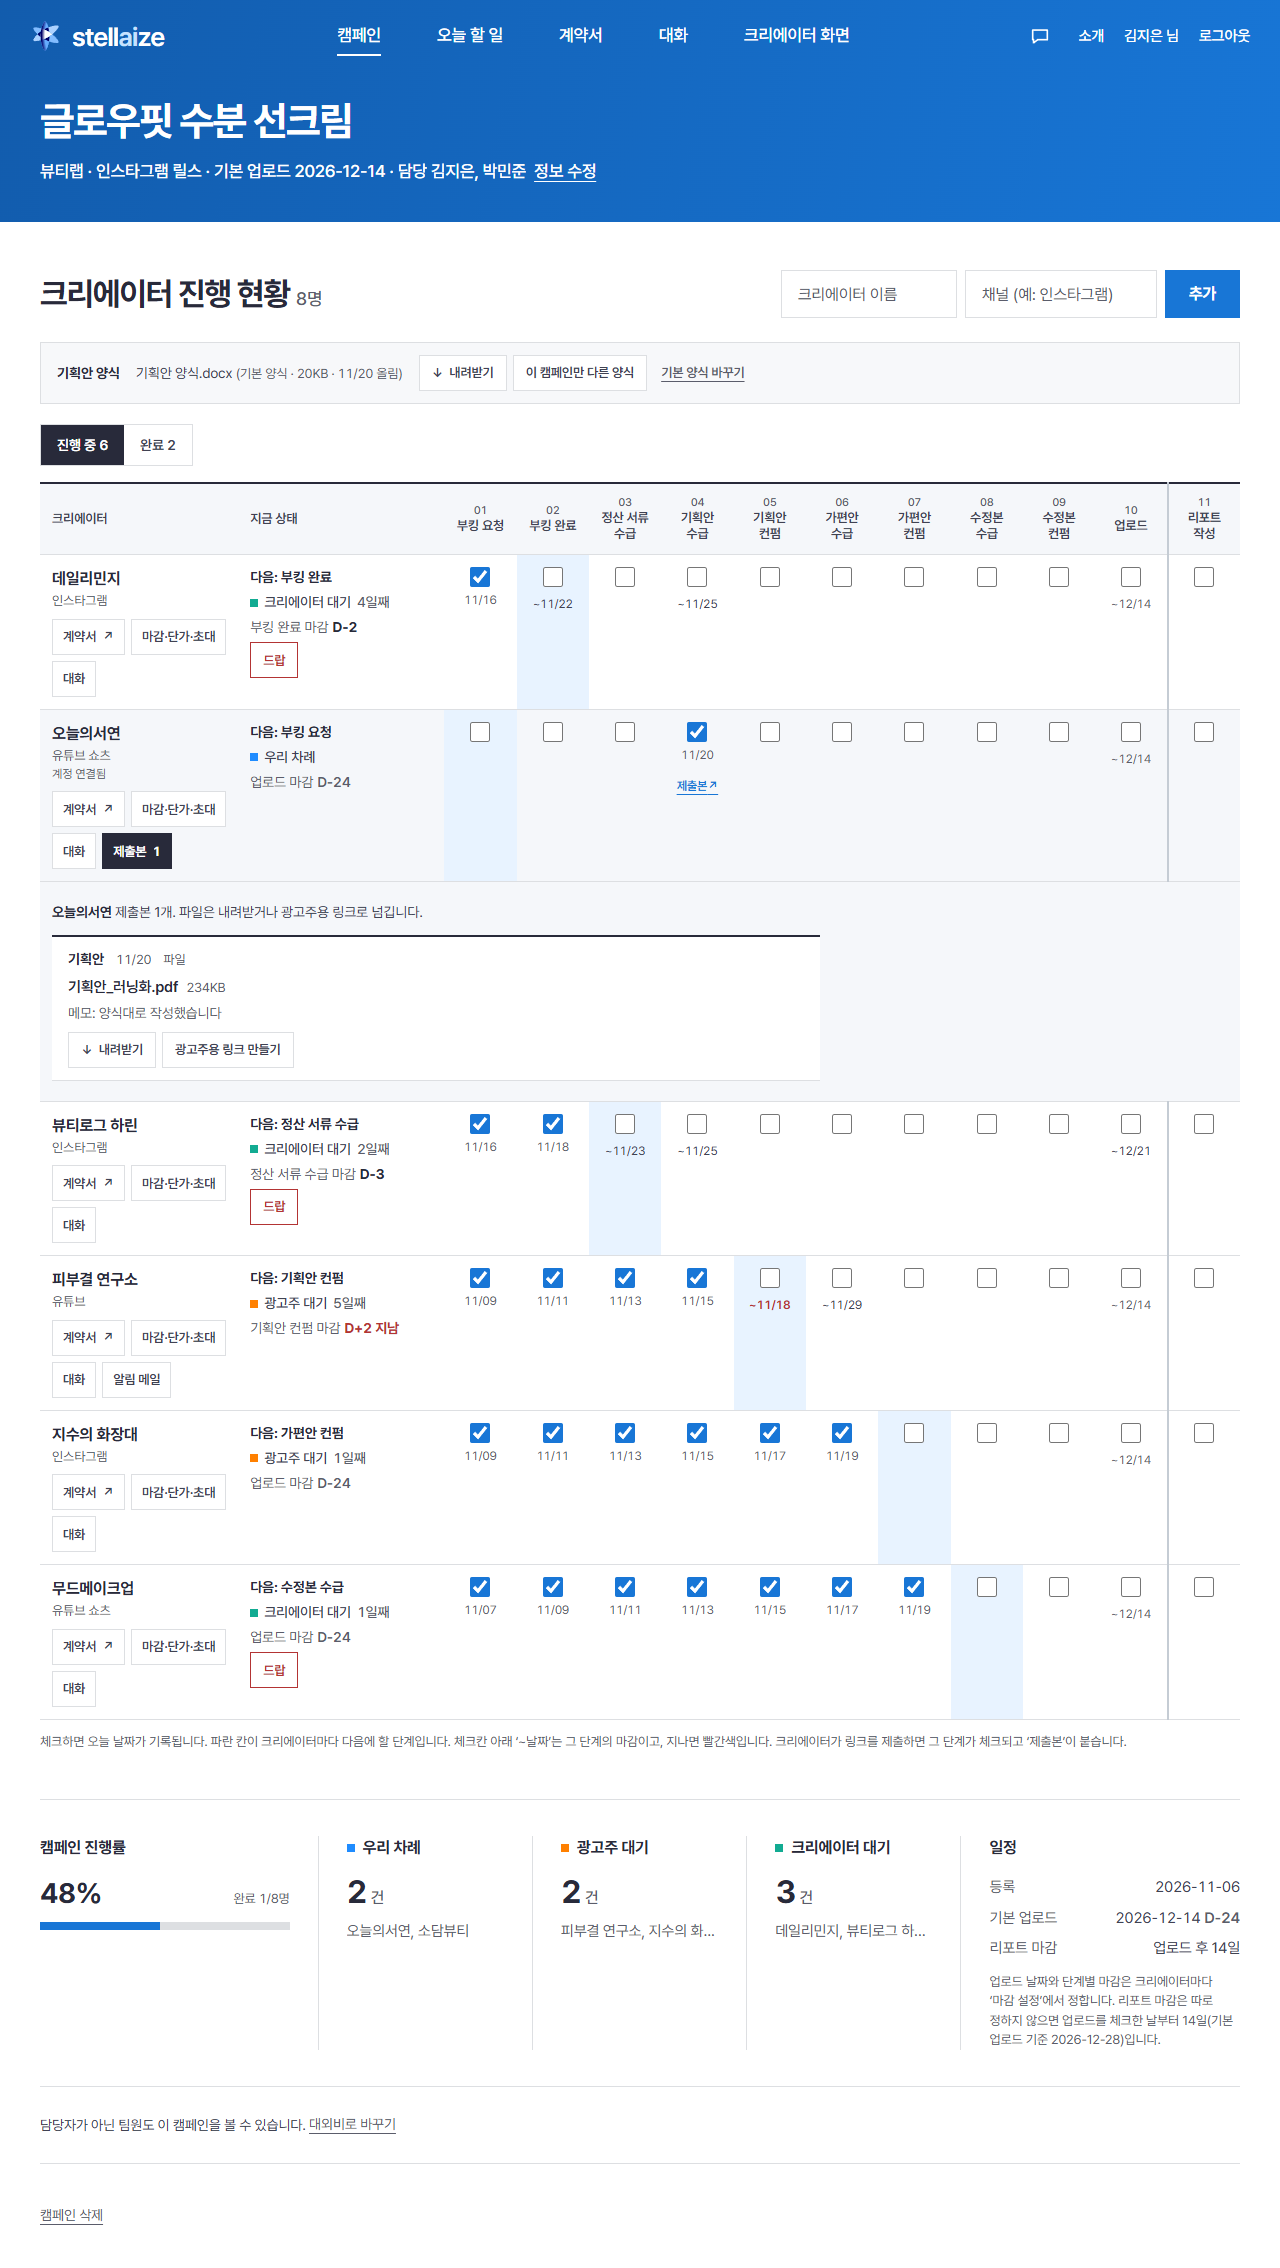 stellaize
캠페인
오늘 할 일
계약서
대화
크리에이터 화면
소개
김지은 님
로그아웃
글로우핏 수분 선크림
뷰티랩 · 인스타그램 릴스 · 기본 업로드 2026-12-14 · 담당 김지은, 박민준 정보 수정
크리에이터 진행 현황 8명
크리에이터 이름
채널 (예: 인스타그램)
추가
기획안 양식 기획안 양식.docx (기본 양식 · 20KB · 11/20 올림) ↓ 내려받기 이 캠페인만 다른 양식 기본 양식 바꾸기
진행 중 6
완료 2
크리에이터
지금 상태
01 부킹 요청
02 부킹 완료
03 정산 서류 수급
04 기획안 수급
05 기획안 컨펌
06 가편안 수급
07 가편안 컨펌
08 수정본 수급
09 수정본 컨펌
10 업로드
11 리포트 작성
데일리민지
인스타그램
계약서 ↗ 마감·단가·초대
대화
다음: 부킹 완료
크리에이터 대기 4일째
부킹 완료 마감 D-2
드랍
11/16 ~11/22 ~11/25 ~12/14
오늘의서연
유튜브 쇼츠
계정 연결됨
계약서 ↗ 마감·단가·초대
대화 제출본 1
다음: 부킹 요청
우리 차례
업로드 마감 D-24
11/20 ~12/14
제출본↗
오늘의서연 제출본 1개. 파일은 내려받거나 광고주용 링크로 넘깁니다.
기획안 11/20 파일
기획안_러닝화.pdf 234KB
메모: 양식대로 작성했습니다
↓ 내려받기 광고주용 링크 만들기
뷰티로그 하린
인스타그램
계약서 ↗ 마감·단가·초대
대화
다음: 정산 서류 수급
크리에이터 대기 2일째
정산 서류 수급 마감 D-3
드랍
11/16 11/18 ~11/23 ~11/25 ~12/21
피부결 연구소
유튜브
계약서 ↗ 마감·단가·초대
대화 알림 메일
다음: 기획안 컨펌
광고주 대기 5일째
기획안 컨펌 마감 D+2 지남
11/09 11/11 11/13 11/15 ~11/18 ~11/29 ~12/14
지수의 화장대
인스타그램
계약서 ↗ 마감·단가·초대
대화
다음: 가편안 컨펌
광고주 대기 1일째
업로드 마감 D-24
11/09 11/11 11/13 11/15 11/17 11/19 ~12/14
무드메이크업
유튜브 쇼츠
계약서 ↗ 마감·단가·초대
대화
다음: 수정본 수급
크리에이터 대기 1일째
업로드 마감 D-24
드랍
11/07 11/09 11/11 11/13 11/15 11/17 11/19 ~12/14
체크하면 오늘 날짜가 기록됩니다. 파란 칸이 크리에이터마다 다음에 할 단계입니다. 체크칸 아래 ‘~날짜’는 그 단계의 마감이고, 지나면 빨간색입니다. 크리에이터가 링크를 제출하면 그 단계가 체크되고 ‘제출본’이 붙습니다.
캠페인 진행률
48% 완료 1/8명
우리 차례
2 건
오늘의서연, 소담뷰티
광고주 대기
2 건
피부결 연구소, 지수의 화...
크리에이터 대기
3 건
데일리민지, 뷰티로그 하...
일정
등록 2026-11-06
기본 업로드 2026-12-14 D-24
리포트 마감 업로드 후 14일
업로드 날짜와 단계별 마감은 크리에이터마다
‘마감 설정’에서 정합니다. 리포트 마감은 따로
정하지 않으면 업로드를 체크한 날부터 14일(기본
업로드 기준 2026-12-28)입니다.
담당자가 아닌 팀원도 이 캠페인을 볼 수 있습니다. 대외비로 바꾸기
캠페인 삭제